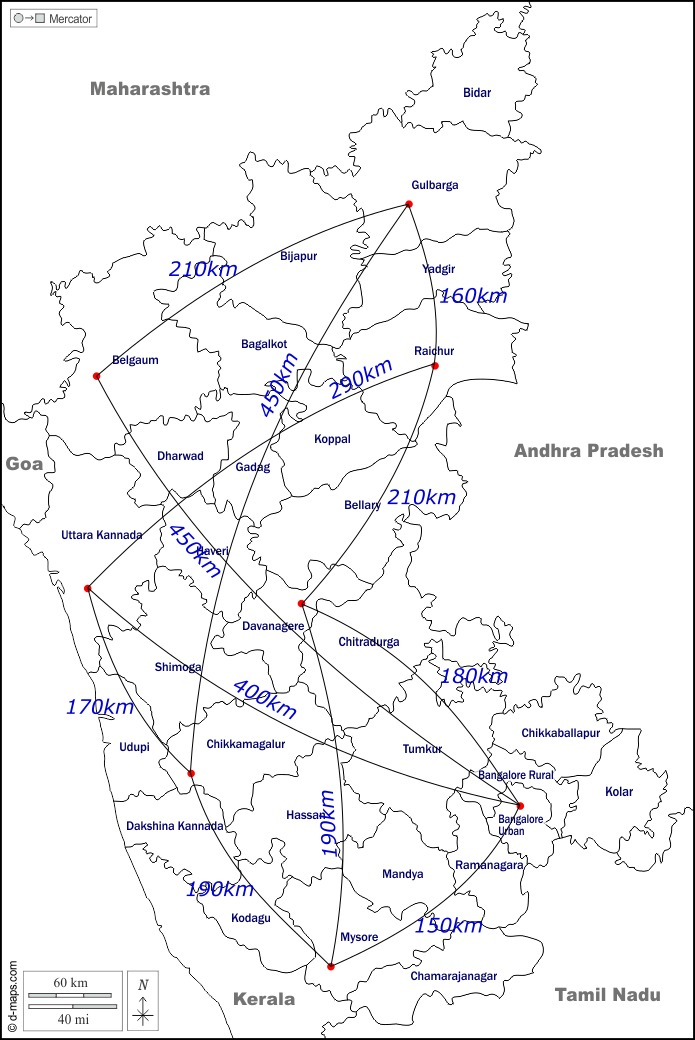 Mercator
Maharashtra
Bidar
Gulbarga
Bijapur
210km
Yadgir
160km
Bagalkot
Raichur
Belgaum
450km
290km
Koppal
Andhra Pradesh
Goa
Dharwad
Gadag
210km
Bellary
Uttara Kannada
450km
Haveri
Davanagere
Chitradurga
Shimoga
180km
400km
170km
Chikkaballapur
Udupi
Chikkamagalur
Tumkur
Bangalore Rural
Kolar
Hassan
190km
Bangalore
Urban
Dakshina Kannada
Ramanagara
Mandya
190km
Kodagu
150km
Mysore
Chamarajanagar
Kerala
Tamil Nadu
60 km
40 mi
N
© d-maps.com